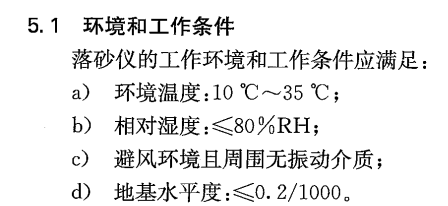 5.1 环境和工作条件
落砂仪的工作环境和工作条件应满足:
a) 环境温度:10 ℃～35 ℃;
b) 相对湿度:≤80%RH;
c) 避风环境且周围无振动介质;
d) 地基水平度:≤0.2/1000。